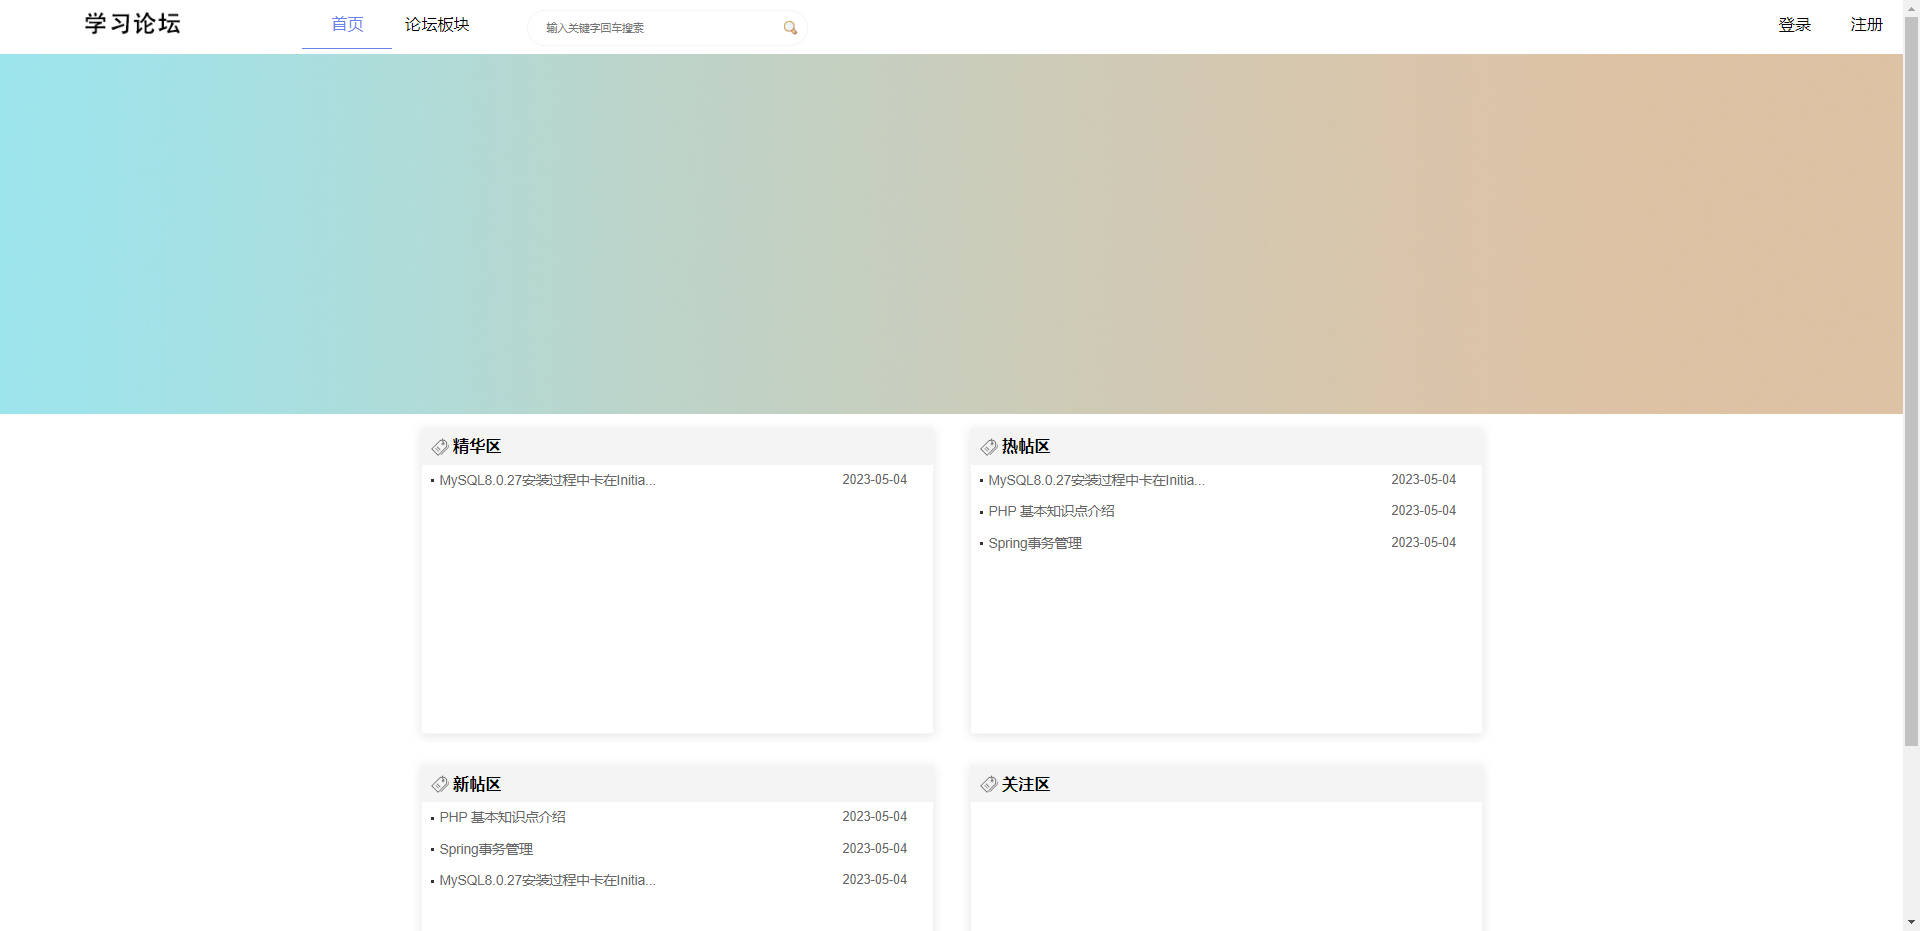 学习论坛 首页 论坛板块 输入关键字回车搜索 登录 注册
精华区
MySQL8.0.27安装过程中卡在Initia... 2023-05-04
热帖区
MySQL8.0.27安装过程中卡在Initia... 2023-05-04
PHP 基本知识点介绍 2023-05-04
Spring事务管理 2023-05-04
新帖区
PHP 基本知识点介绍 2023-05-04
Spring事务管理 2023-05-04
MySQL8.0.27安装过程中卡在Initia... 2023-05-04
关注区